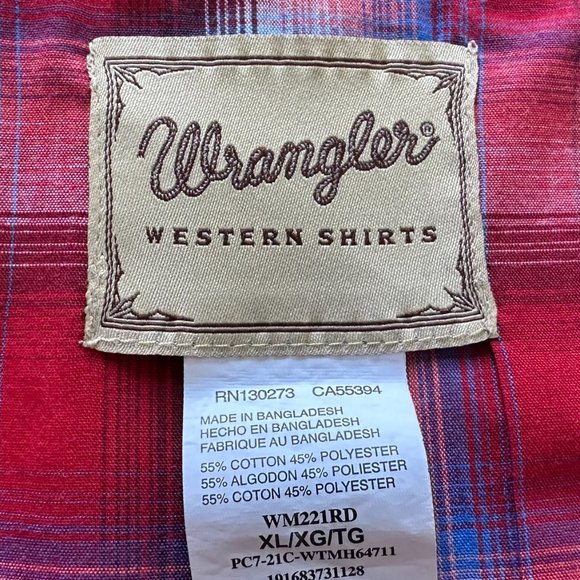 Wrangler®
WESTERN SHIRTS
RN130273 CA55394
MADE IN BANGLADESH
HECHO EN BANGLADESH
FABRIQUE AU BANGLADESH
55% COTTON 45% POLYESTER
55% ALGODON 45% POLIESTER
55% COTON 45% POLYESTER
WM221RD
XL/XG/TG
PC7-21C-WTMH64711
191683731128